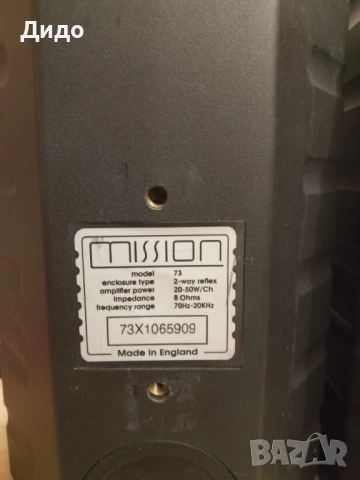 Дидо
mission
model 73
enclosure type 2-way reflex
amplifier power 20-50W/Ch
impedance 8 Ohms
frequency range 70Hz-20KHz
73X1065909
Made in England
BAZAR